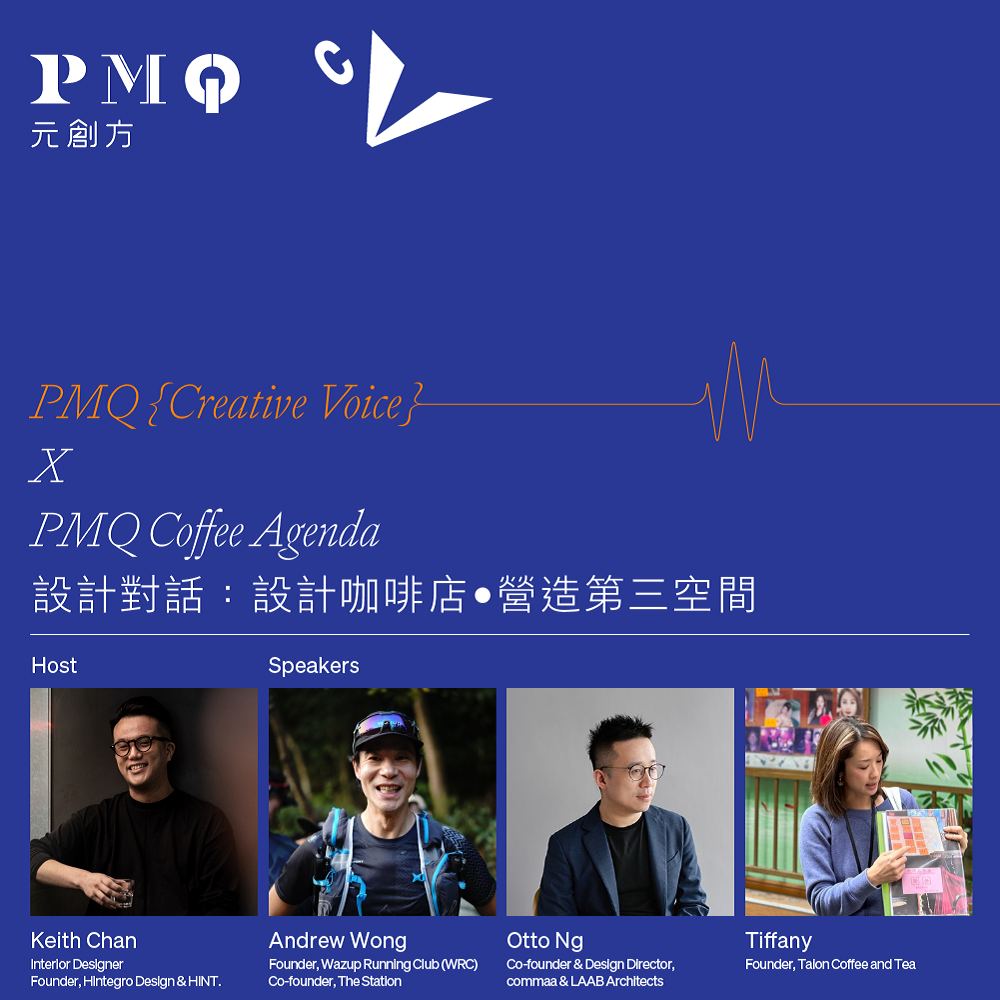 PMQ
元創方
C
PMQ {Creative Voice}
X
PMQ Coffee Agenda
設計對話：設計咖啡店•營造第三空間
Host
Speakers
Keith Chan
Interior Designer
Founder, Hintegro Design & HINT.
Andrew Wong
Founder, Wazup Running Club (WRC)
Co-founder, The Station
Otto Ng
Co-founder & Design Director,
commaa & LAAB Architects
Tiffany
Founder, Talon Coffee and Tea